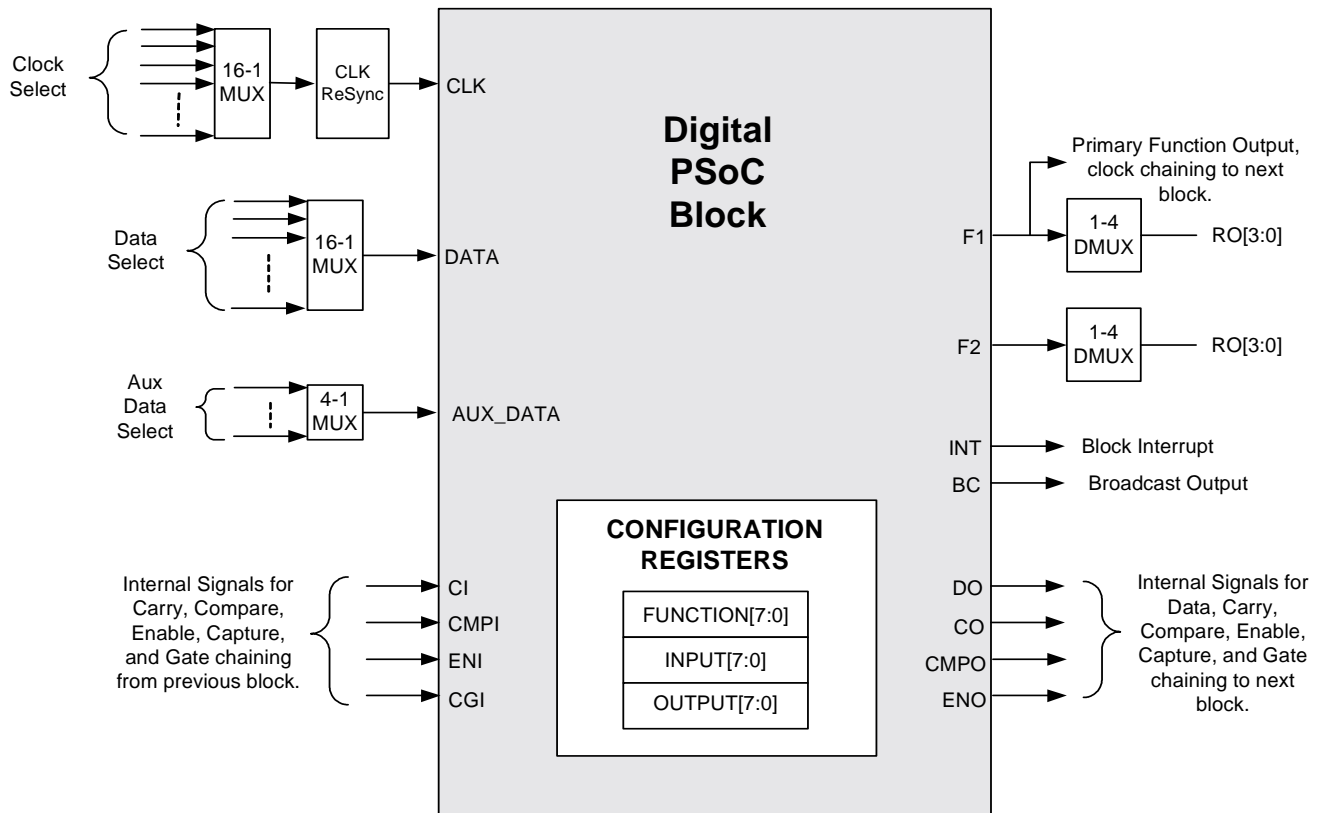 Clock
Select
16-1
MUX
CLK
ReSync
CLK
Digital
PSoC
Block
Primary Function Output,
clock chaining to next
block.
F1
1-4
DMUX
RO[3:0]
Data
Select
16-1
MUX
DATA
F2
1-4
DMUX
RO[3:0]
Aux
Data
Select
4-1
MUX
AUX_DATA
INT
Block Interrupt
BC
Broadcast Output
CONFIGURATION
REGISTERS
FUNCTION[7:0]
INPUT[7:0]
OUTPUT[7:0]
Internal Signals for
Carry, Compare,
Enable, Capture,
and Gate chaining
from previous block.
CI
CMPI
ENI
CGI
DO
CO
CMPO
ENO
Internal Signals for
Data, Carry,
Compare, Enable,
Capture, and Gate
chaining to next
block.